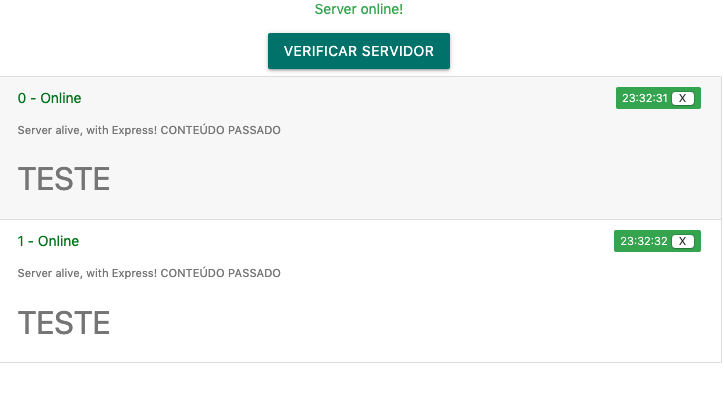 Server online!
VERIFICAR SERVIDOR
0 - Online
23:32:31 X
Server alive, with Express! CONTEÚDO PASSADO
TESTE
1 - Online
23:32:32 X
Server alive, with Express! CONTEÚDO PASSADO
TESTE